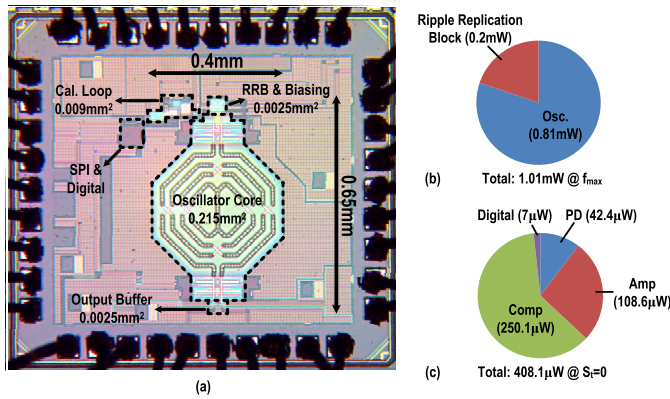 0.4mm
Cal. Loop
0.009mm²
RRB & Biasing
0.0025mm²
SPI &
Digital
Oscillator Core
0.215mm²
0.65mm
Output Buffer
0.0025mm²
(a)
Ripple Replication
Block (0.2mW)
Osc.
(0.81mW)
(b)
Total: 1.01mW @ fmax
Digital (7μW)
PD (42.4μW)
Amp
(108.6μW)
Comp
(250.1μW)
(c)
Total: 408.1μW @ St=0